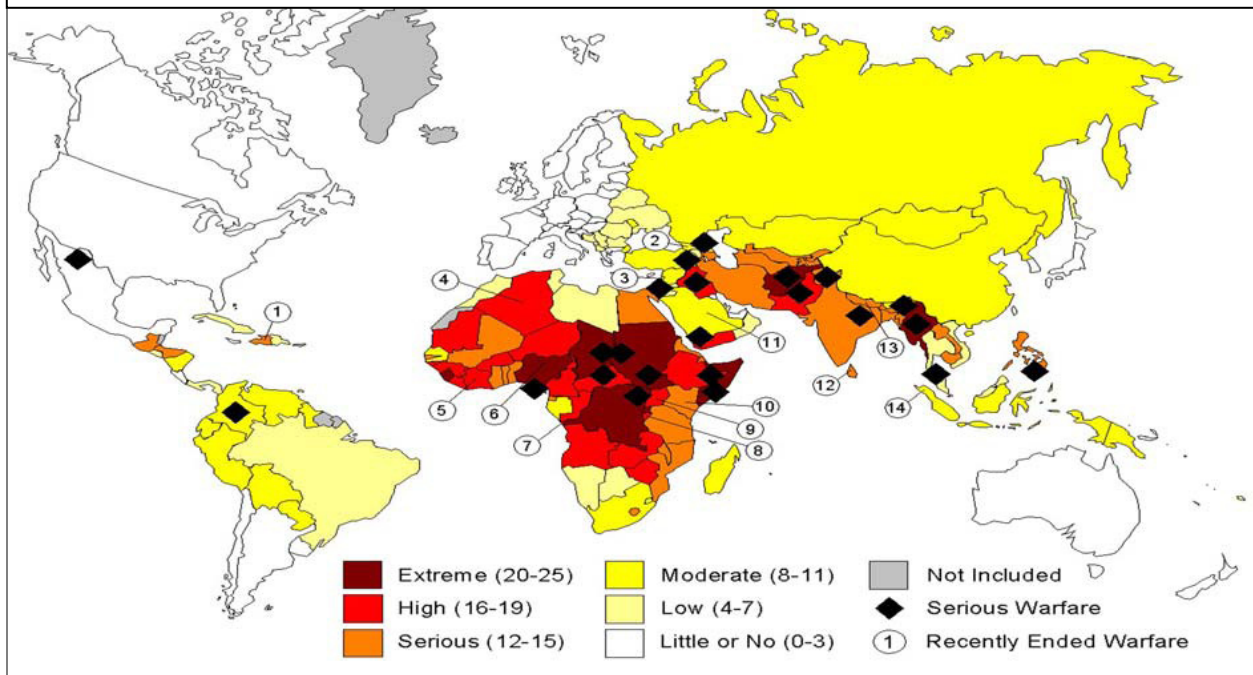 1
2
3
4
5
6
7
8
9
10
11
12
13
14
Extreme (20-25)
High (16-19)
Serious (12-15)
Moderate (8-11)
Low (4-7)
Little or No (0-3)
Not Included
Serious Warfare
1 Recently Ended Warfare